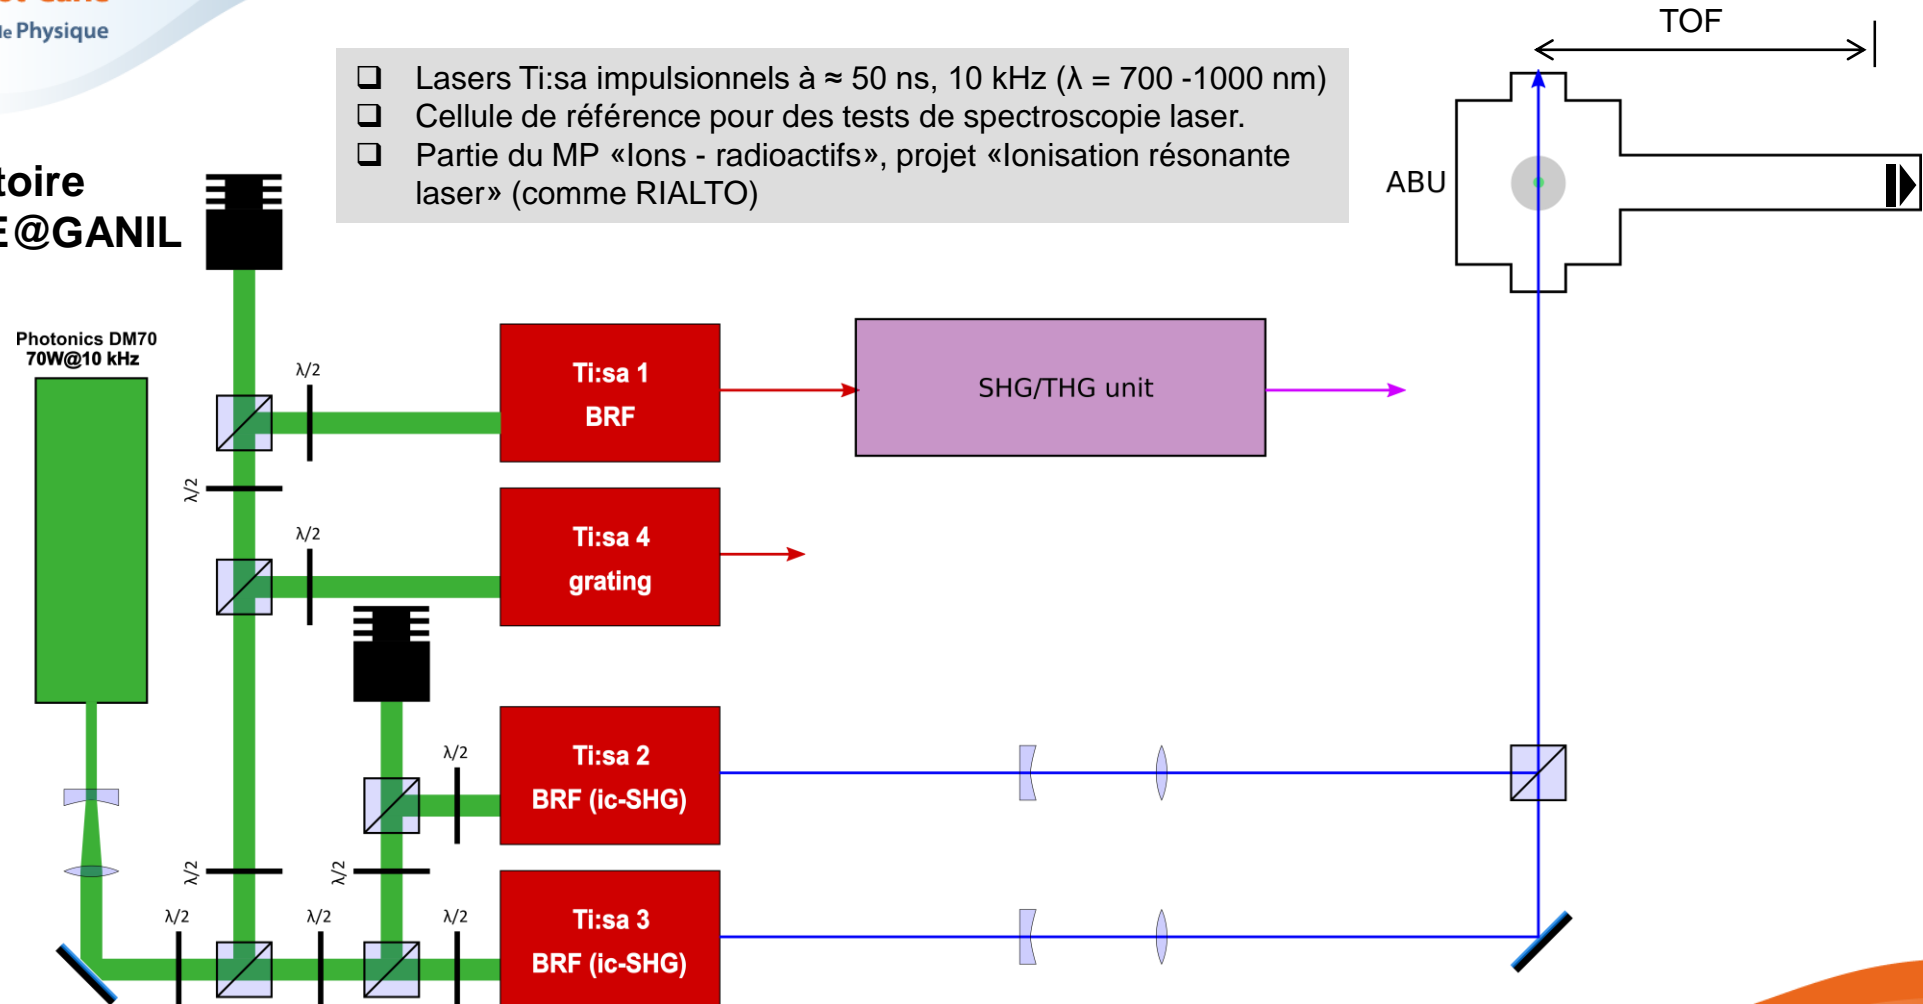 de Physique
TOF
Lasers Ti:sa impulsionnels à ≈ 50 ns, 10 kHz (λ = 700 -1000 nm)
Cellule de référence pour des tests de spectroscopie laser.
Partie du MP «Ions - radioactifs», projet «Ionisation résonante
laser» (comme RIALTO)
toire
E@GANIL
ABU
Photonics DM70
70W@10 kHz
λ/2
Ti:sa 1
BRF
SHG/THG unit
λ/2
λ/2
Ti:sa 4
grating
λ/2
Ti:sa 2
BRF (ic-SHG)
λ/2
λ/2
λ/2
λ/2
λ/2
Ti:sa 3
BRF (ic-SHG)